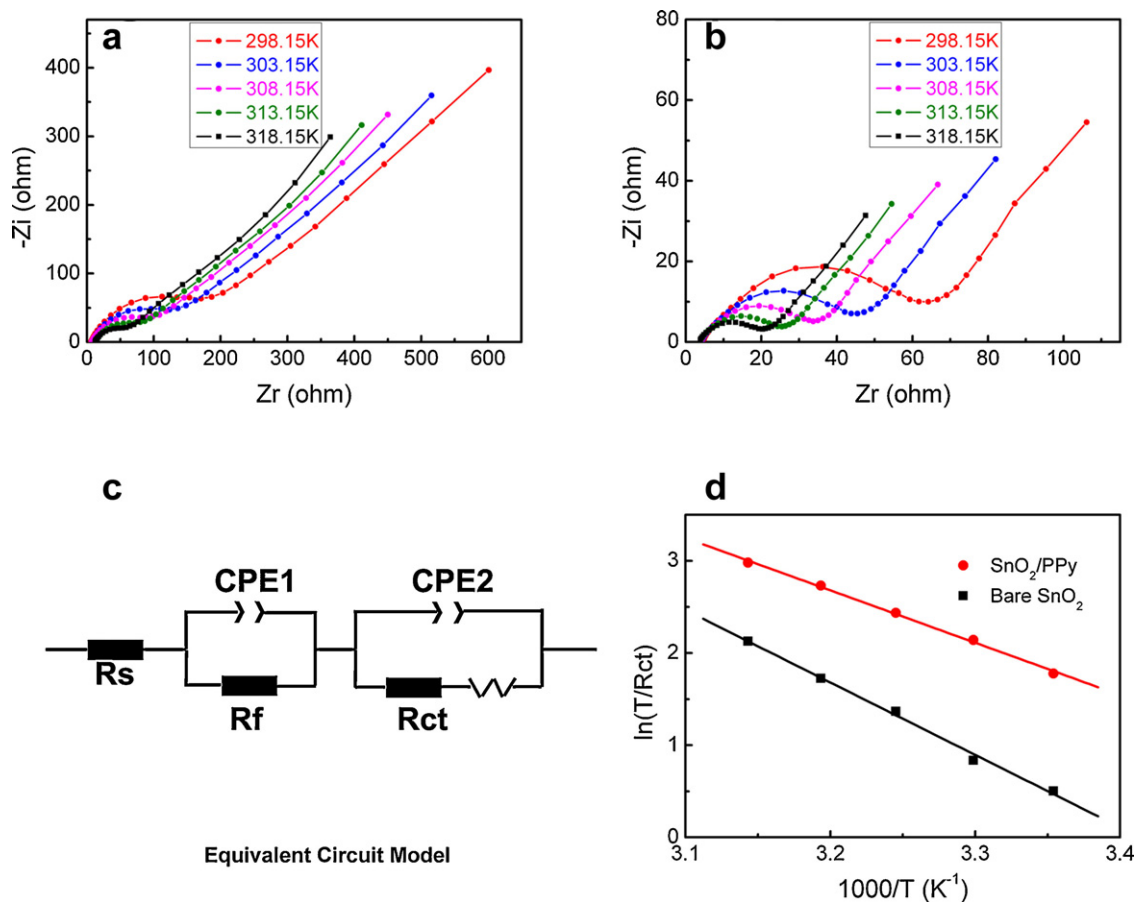 a
298.15K
303.15K
308.15K
313.15K
318.15K
400
300
200
100
0
-Zi (ohm)
0 100 200 300 400 500 600
Zr (ohm)
b
298.15K
303.15K
308.15K
313.15K
318.15K
80
60
40
20
0
-Zi (ohm)
0 20 40 60 80 100
Zr (ohm)
c
CPE1
CPE2
Rs
Rf
Rct
Equivalent Circuit Model
d
SnO₂/PPy
Bare SnO₂
3
2
1
0
ln(T/Rct)
3.1 3.2 3.3 3.4
1000/T (K⁻¹)